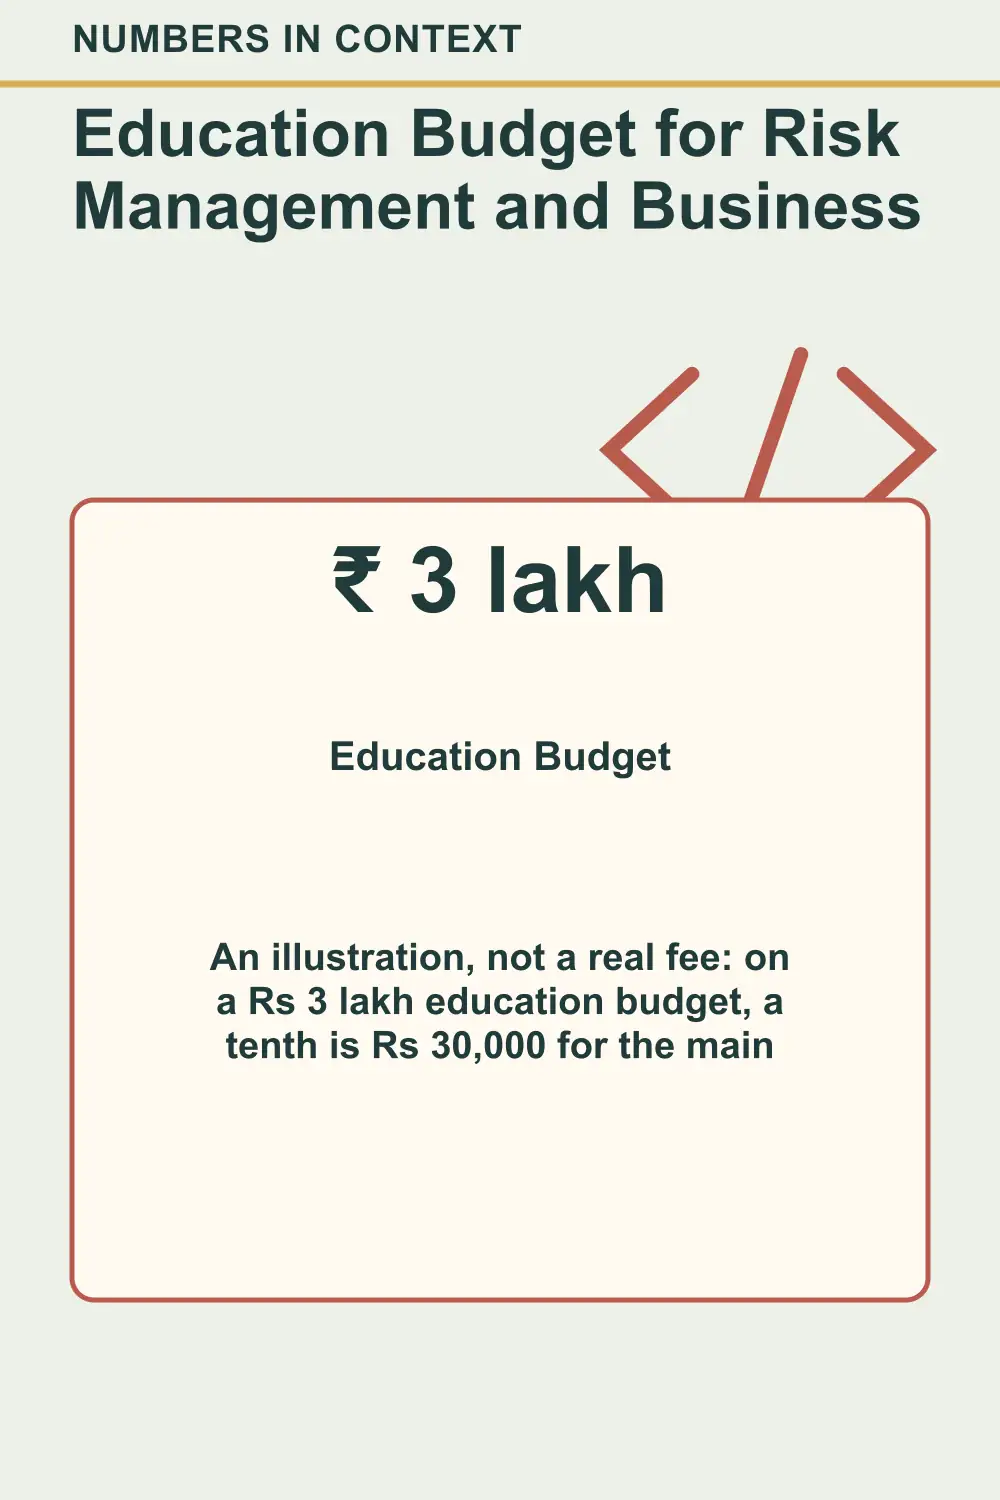 NUMBERS IN CONTEXT
Education Budget for Risk
Management and Business
₹ 3 lakh
Education Budget
An illustration, not a real fee: on
a Rs 3 lakh education budget, a
tenth is Rs 30,000 for the main